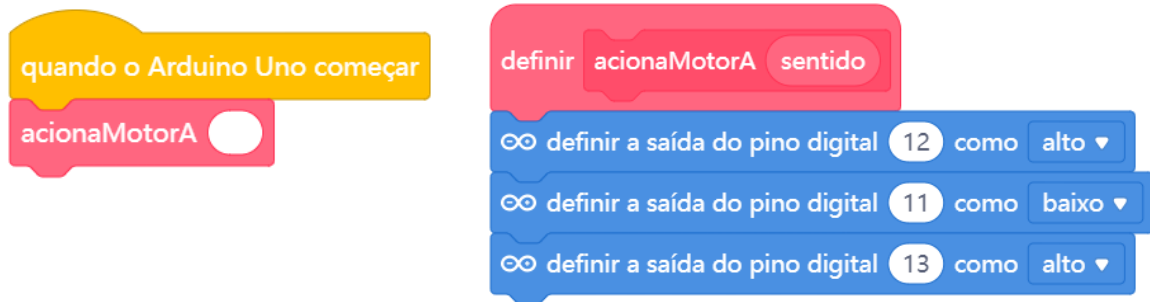 quando o Arduino Uno começar
acionaMotorA
definir acionaMotorA sentido
definir a saída do pino digital 12 como alto
definir a saída do pino digital 11 como baixo
definir a saída do pino digital 13 como alto